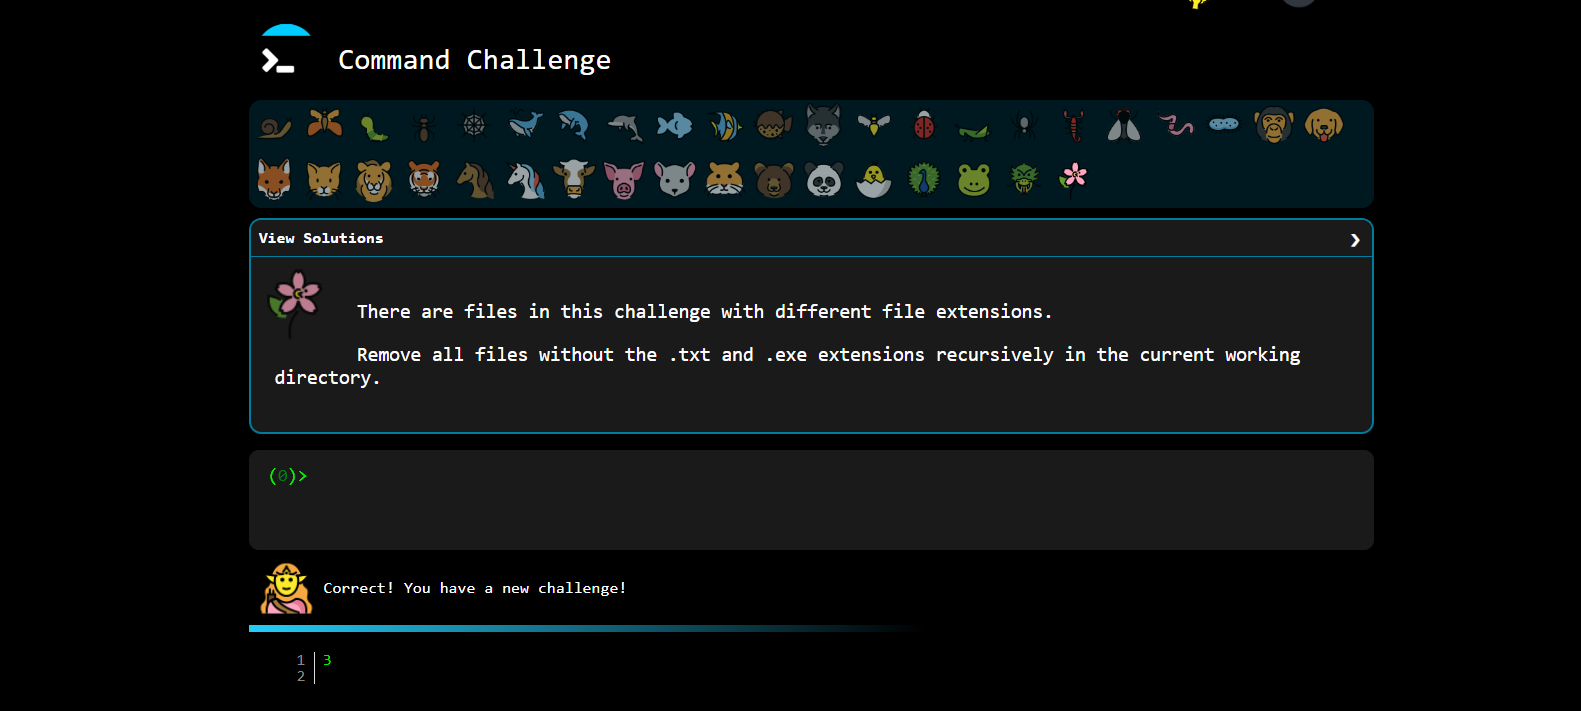 Command Challenge
View Solutions
There are files in this challenge with different file extensions.
Remove all files without the .txt and .exe extensions recursively in the current working
directory.
(0)>
Correct! You have a new challenge!
1 3
2